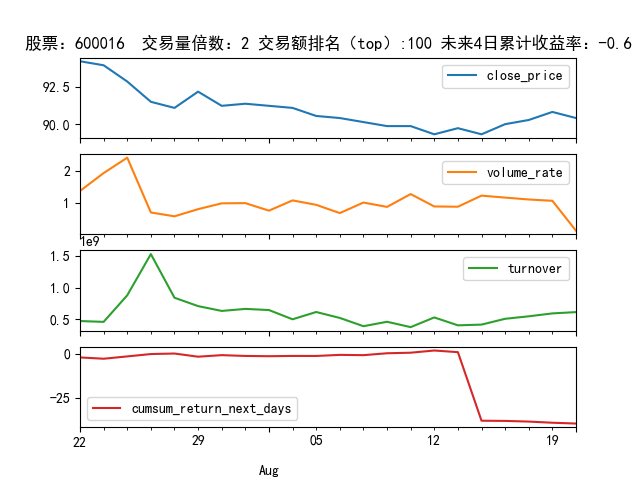 股票：600016 交易量倍数：2 交易额排名（top）:100 未来4日累计收益率：-0.6
92.5
90.0
close_price
2
1
volume_rate
1e9
1.5
1.0
0.5
turnover
0
−25
cumsum_return_next_days
22
29
05
12
19
Aug